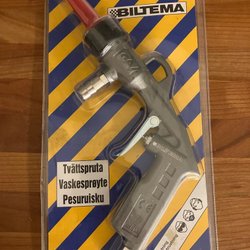 BILTEMA
Tvättspruta
Vaskesprøyte
Pesuruisku